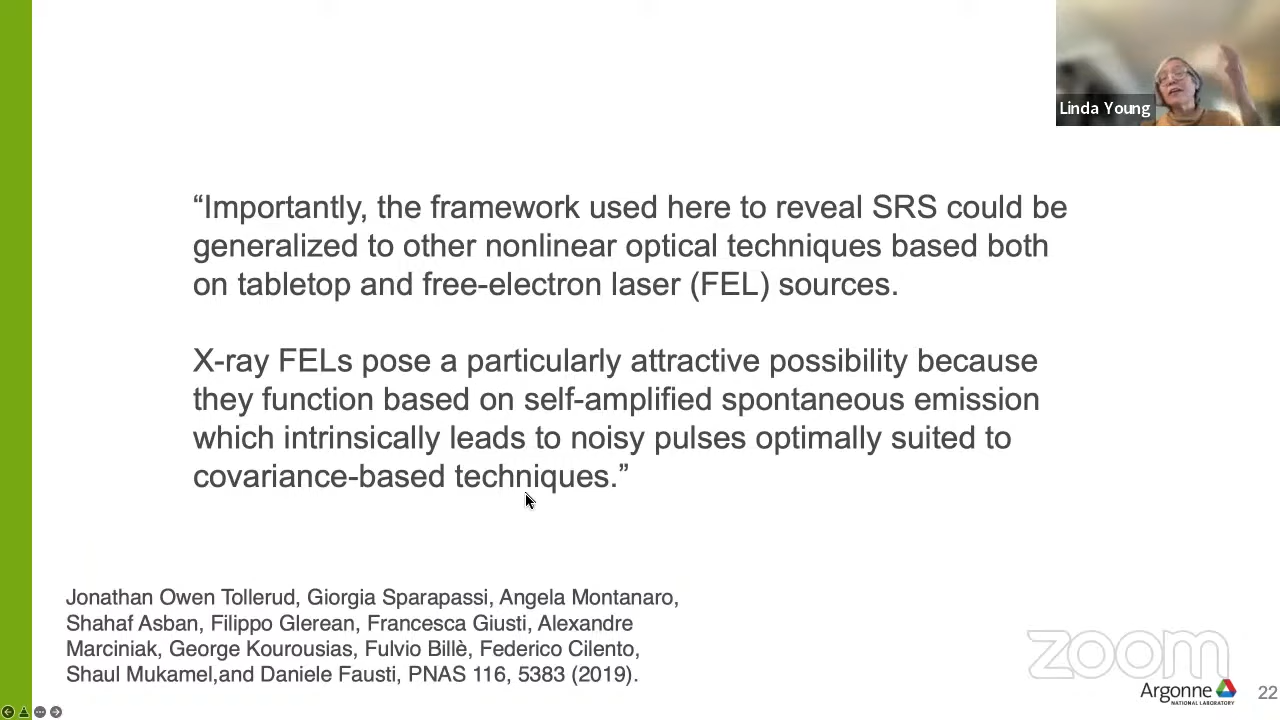 Linda Young
“Importantly, the framework used here to reveal SRS could be
generalized to other nonlinear optical techniques based both
on tabletop and free-electron laser (FEL) sources.
X-ray FELs pose a particularly attractive possibility because
they function based on self-amplified spontaneous emission
which intrinsically leads to noisy pulses optimally suited to
covariance-based techniques.”
Jonathan Owen Tollerud, Giorgia Sparapassi, Angela Montanaro,
Shahaf Asban, Filippo Glerean, Francesca Giusti, Alexandre
Marciniak, George Kourousias, Fulvio Billè, Federico Cilento,
Shaul Mukamel,and Daniele Fausti, PNAS 116, 5383 (2019).
zoom
Argonne
NATIONAL LABORATORY
22